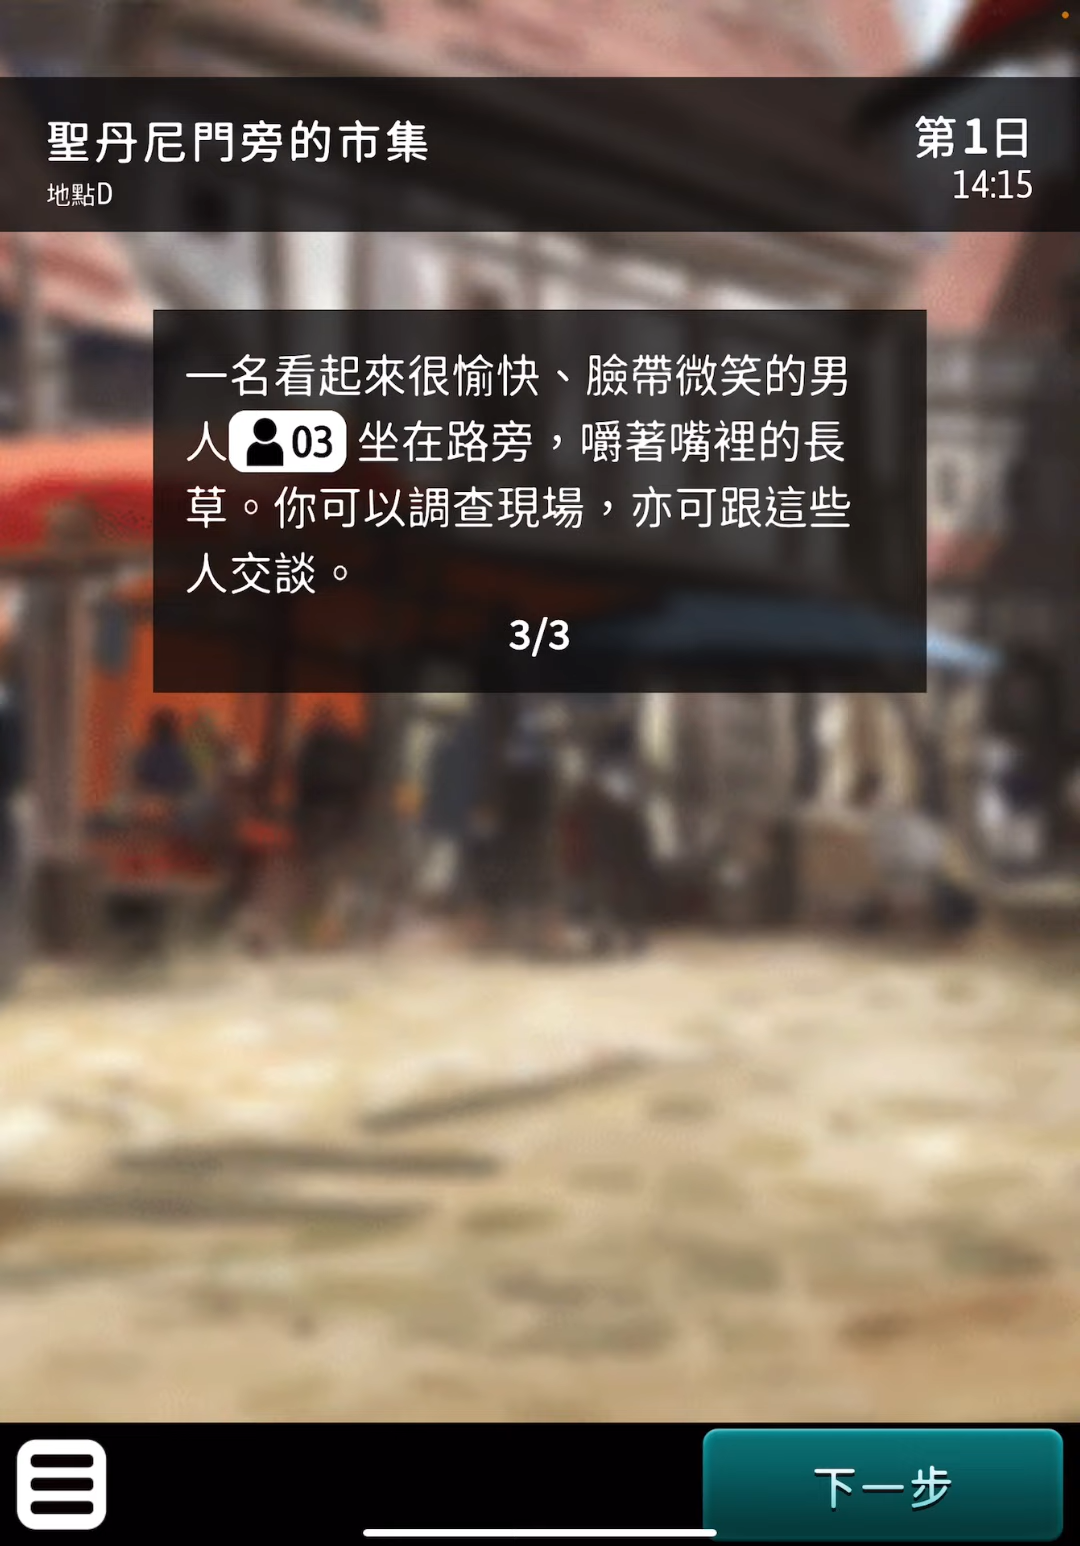 聖丹尼門旁的市集
地點D
第1日
14:15
一名看起來很愉快、臉帶微笑的男
人03 坐在路旁，嚼著嘴裡的長
草。你可以調查現場，亦可跟這些
人交談。
3/3
下一步